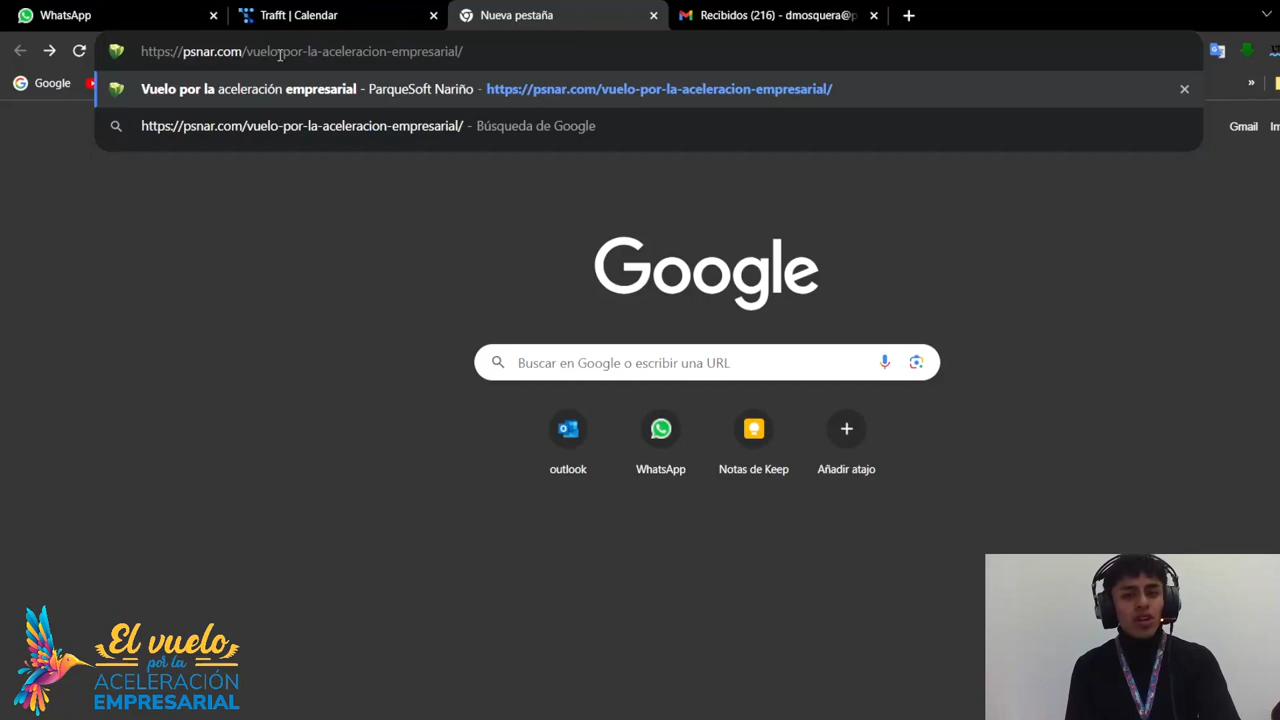 WhatsApp
Trafft | Calendar
Nueva pestaña
Recibidos (216) - dmosquera@p
https://psnar.com/vuelo-por-la-aceleracion-empresarial/
Google
Vuelo por la aceleración empresarial - ParqueSoft Nariño - https://psnar.com/vuelo-por-la-aceleracion-empresarial/
https://psnar.com/vuelo-por-la-aceleracion-empresarial/ - Búsqueda de Google
Gmail
Google
Buscar en Google o escribir una URL
outlook
WhatsApp
Notas de Keep
Añadir atajo
El vuelo
por la
ACELERACIÓN
EMPRESARIAL